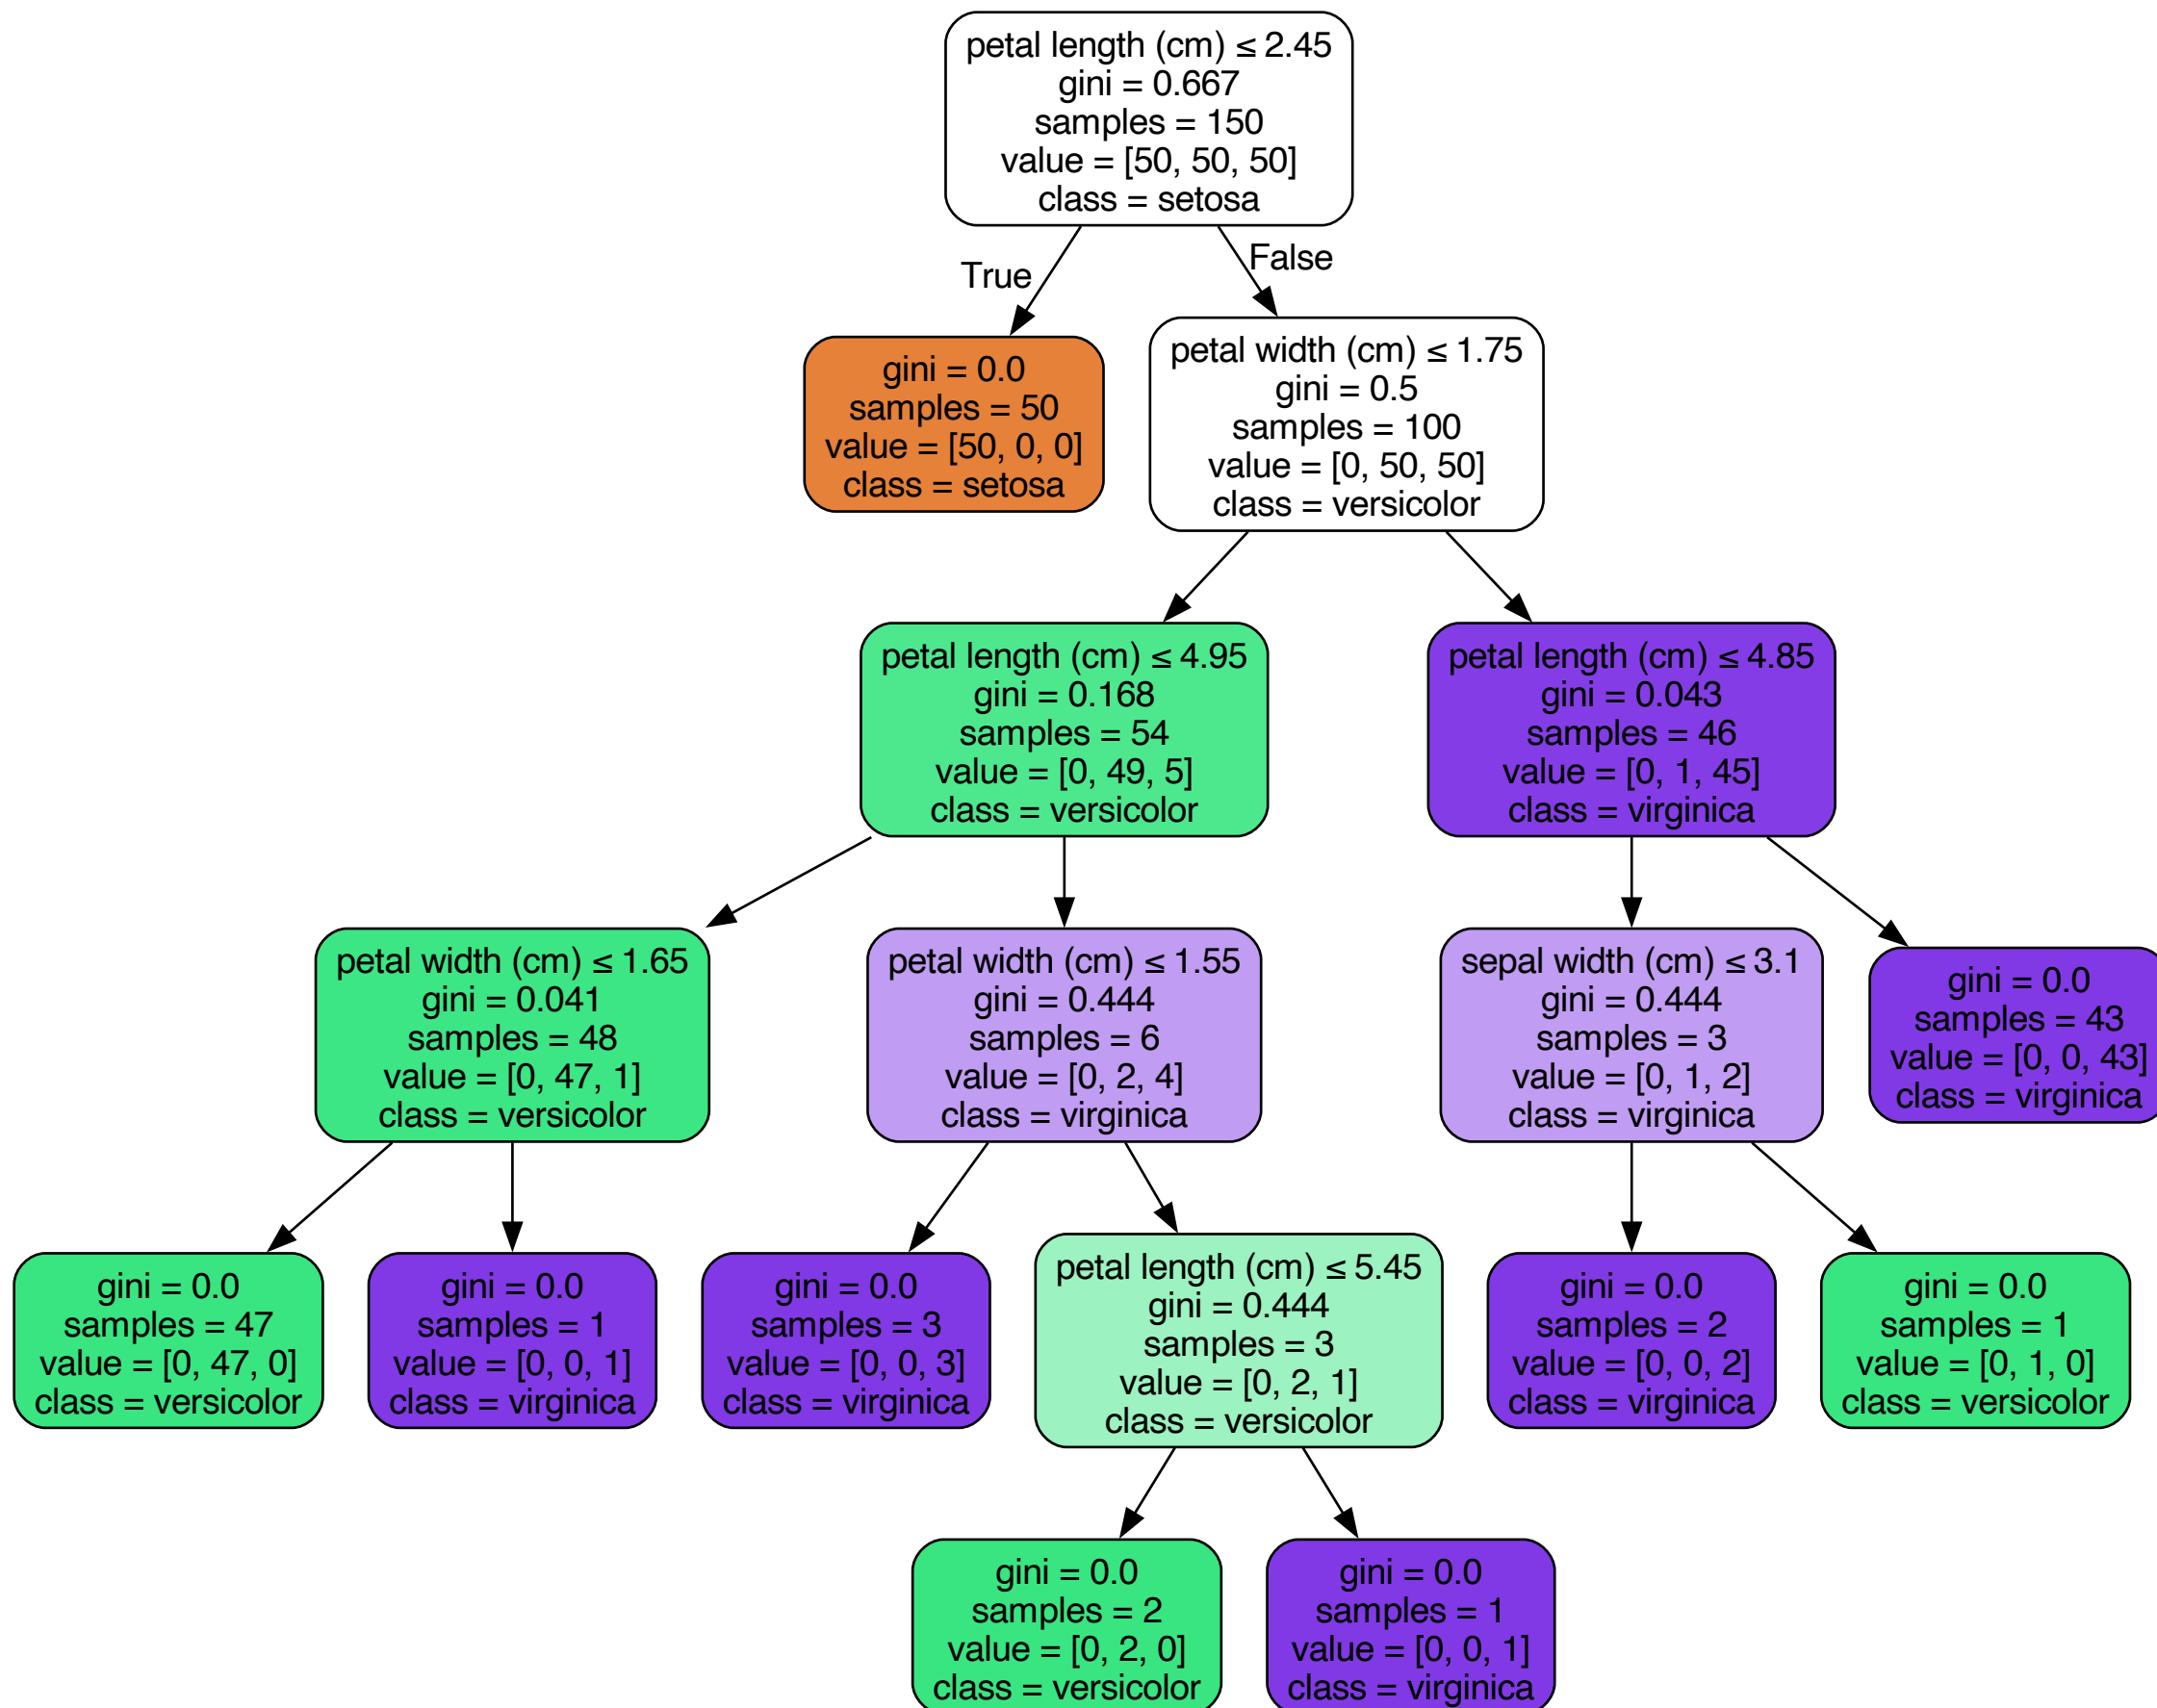 petal length (cm) ≤ 2.45
gini = 0.667
samples = 150
value = [50, 50, 50]
class = setosa
True
False
gini = 0.0
samples = 50
value = [50, 0, 0]
class = setosa
petal width (cm) ≤ 1.75
gini = 0.5
samples = 100
value = [0, 50, 50]
class = versicolor
petal length (cm) ≤ 4.95
gini = 0.168
samples = 54
value = [0, 49, 5]
class = versicolor
petal length (cm) ≤ 4.85
gini = 0.043
samples = 46
value = [0, 1, 45]
class = virginica
petal width (cm) ≤ 1.65
gini = 0.041
samples = 48
value = [0, 47, 1]
class = versicolor
petal width (cm) ≤ 1.55
gini = 0.444
samples = 6
value = [0, 2, 4]
class = virginica
sepal width (cm) ≤ 3.1
gini = 0.444
samples = 3
value = [0, 1, 2]
class = virginica
gini = 0.0
samples = 43
value = [0, 0, 43]
class = virginica
gini = 0.0
samples = 47
value = [0, 47, 0]
class = versicolor
gini = 0.0
samples = 1
value = [0, 0, 1]
class = virginica
gini = 0.0
samples = 3
value = [0, 0, 3]
class = virginica
petal length (cm) ≤ 5.45
gini = 0.444
samples = 3
value = [0, 2, 1]
class = versicolor
gini = 0.0
samples = 2
value = [0, 0, 2]
class = virginica
gini = 0.0
samples = 1
value = [0, 1, 0]
class = versicolor
gini = 0.0
samples = 2
value = [0, 2, 0]
class = versicolor
gini = 0.0
samples = 1
value = [0, 0, 1]
class = virginica